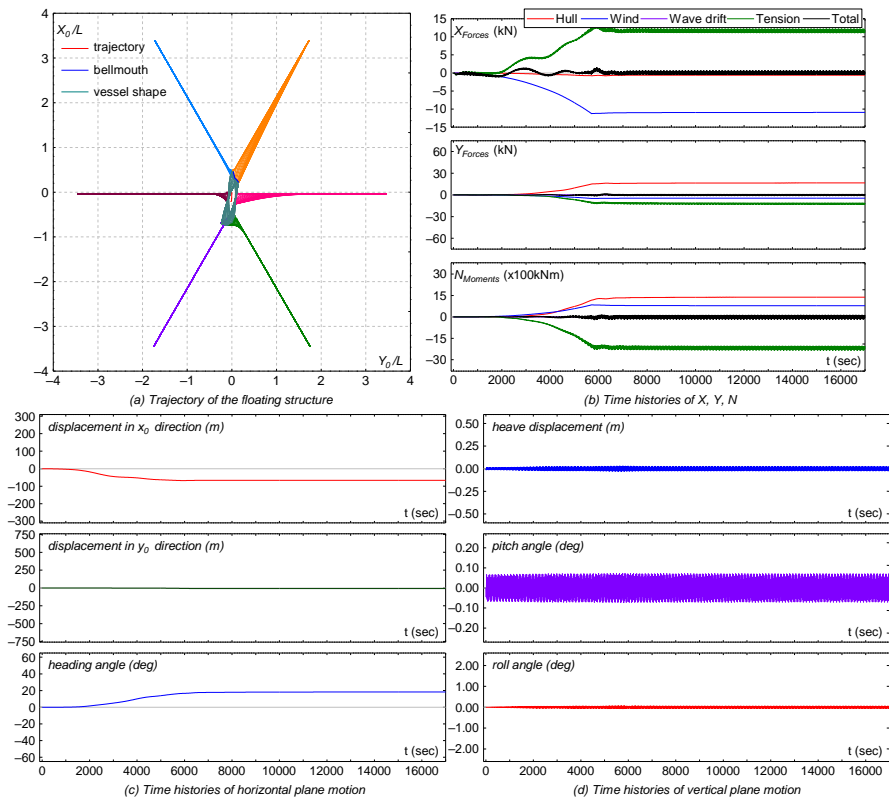 X0 /L
trajectory
bellmouth
vessel shape
4
3
2
1
0
−1
−2
−3
−4
Y0 /L
−4 −3 −2 −1 0 1 2 3 4
(a) Trajectory of the floating structure
Hull Wind Wave drift Tension Total
XForces (kN)
15
10
5
0
−5
−10
−15
YForces (kN)
60
30
0
−30
−60
NMoments (x100kNm)
30
15
0
−15
−30
t (sec)
0 2000 4000 6000 8000 10000 12000 14000 16000
(b) Time histories of X, Y, N
displacement in x0 direction (m)
300
200
100
0
−100
−200
−300
t (sec)
displacement in y0 direction (m)
750
500
250
0
−250
−500
−750
t (sec)
heading angle (deg)
60
40
20
0
−20
−40
−60
t (sec)
0 2000 4000 6000 8000 10000 12000 14000 16000
(c) Time histories of horizontal plane motion
heave displacement (m)
0.50
0.25
0.00
−0.25
−0.50
t (sec)
pitch angle (deg)
0.20
0.10
0.00
−0.10
−0.20
t (sec)
roll angle (deg)
2.00
1.00
0.00
−1.00
−2.00
t (sec)
0 2000 4000 6000 8000 10000 12000 14000 16000
(d) Time histories of vertical plane motion